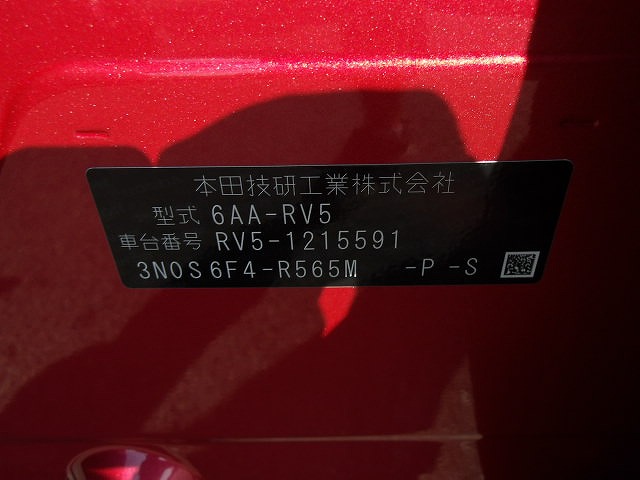 本田技研工業株式会社
型式 6AA-RV5
車台番号 RV5-1215591
3N0S6F4-R565M -P -S